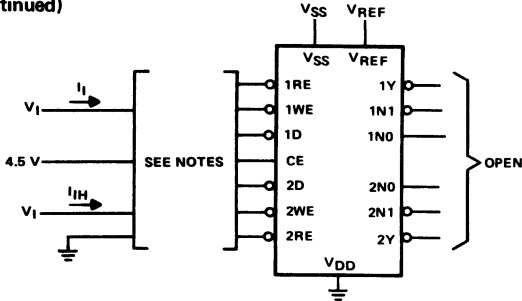 tinued)
VSS VREF
VSS VREF
II
VI
4.5 V
IIH
VI
SEE NOTES
1RE
1WE
1D
CE
2D
2WE
2RE
1Y
1N1
1N0
2N0
2N1
2Y
VDD
OPEN